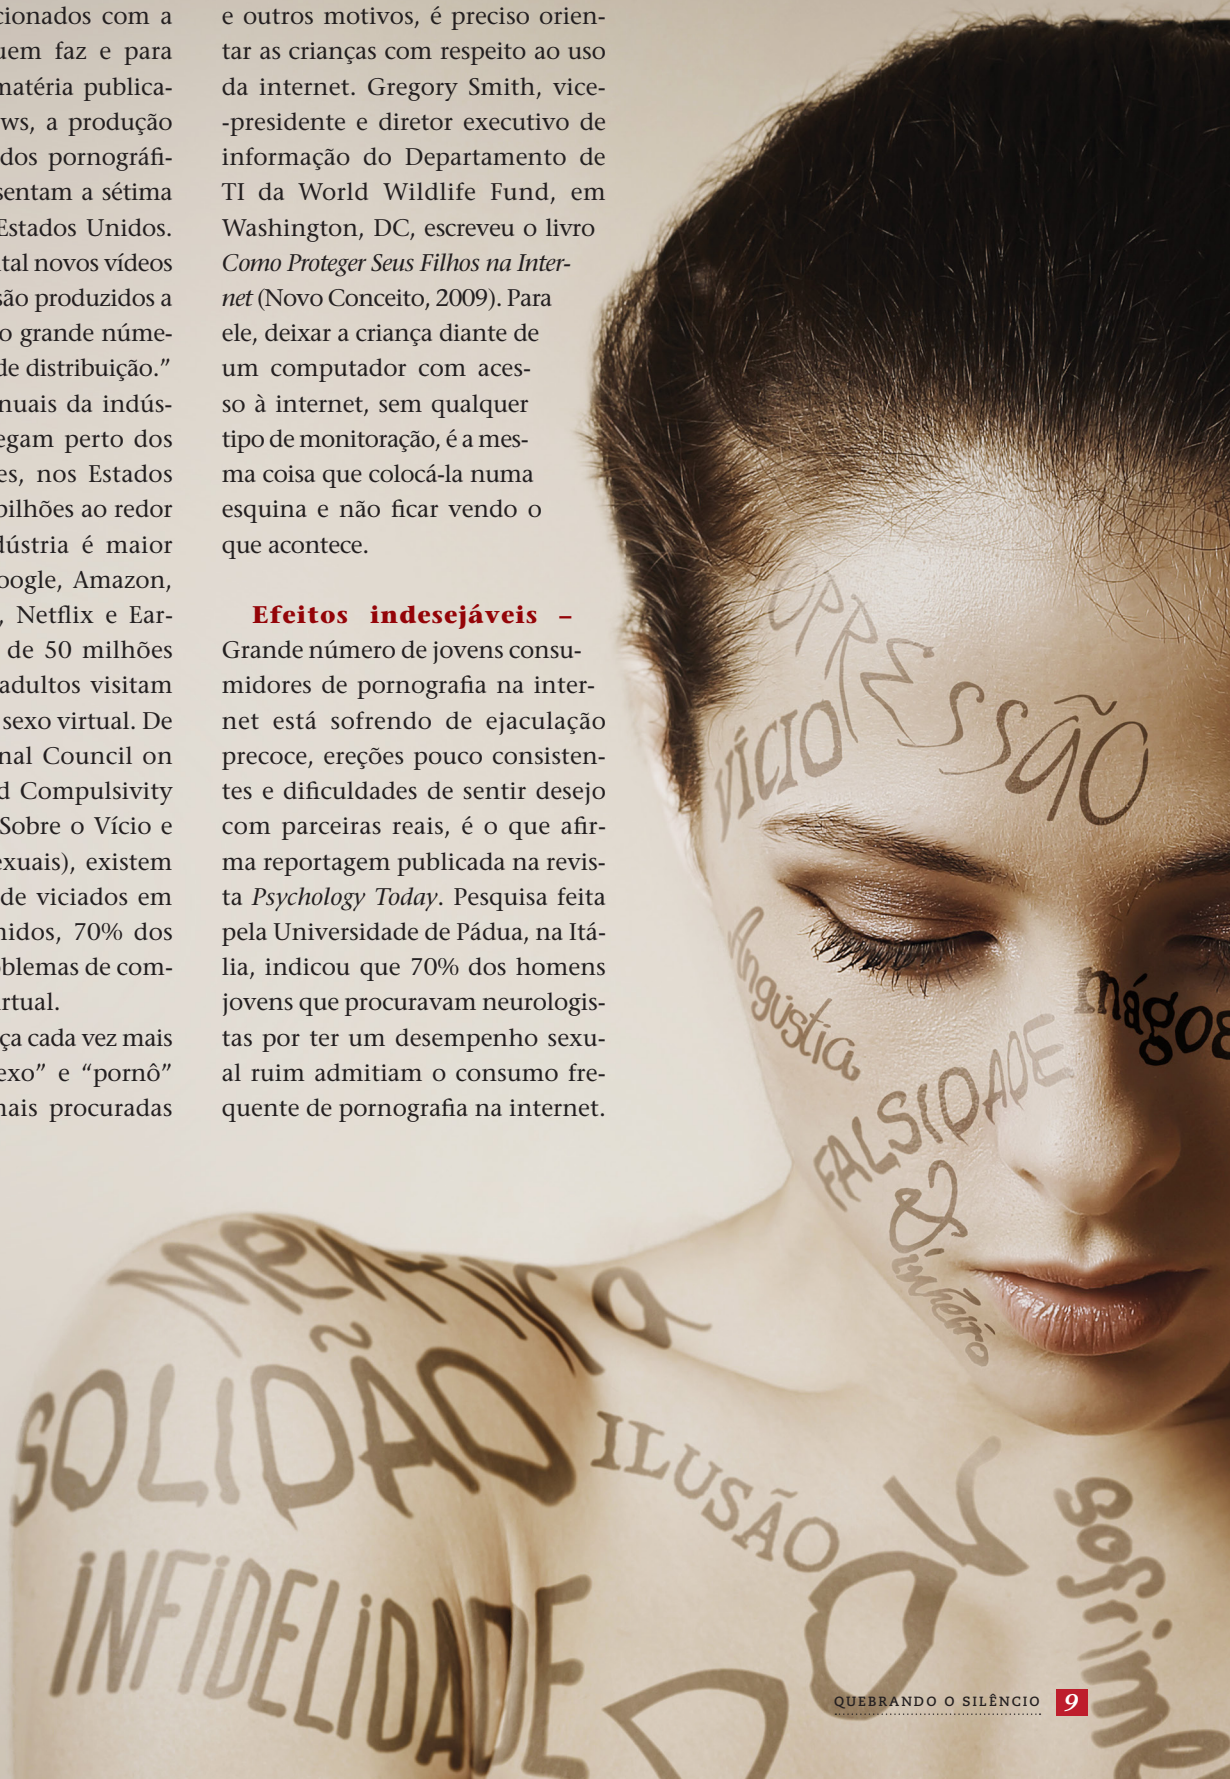 cionados com a
uem faz e para
matéria publica-
ws, a produção
dos pornográfi-
sentam a sétima
Estados Unidos.
tal novos vídeos
são produzidos a
o grande núme-
de distribuição.”
nuais da indús-
egam perto dos
es, nos Estados
bilhões ao redor
dústria é maior
oogle, Amazon,
, Netflix e Ear-
de 50 milhões
adultos visitam
sexo virtual. De
nal Council on
d Compulsivity
Sobre o Vício e
exuais), existem
de viciados em
nidos, 70% dos
blemas de com-
rtual.
ça cada vez mais
exo” e “pornô”
mais procuradas
e outros motivos, é preciso orien-
tar as crianças com respeito ao uso
da internet. Gregory Smith, vice-
-presidente e diretor executivo de
informação do Departamento de
TI da World Wildlife Fund, em
Washington, DC, escreveu o livro
Como Proteger Seus Filhos na Inter-
net (Novo Conceito, 2009). Para
ele, deixar a criança diante de
um computador com aces-
so à internet, sem qualquer
tipo de monitoração, é a mes-
ma coisa que colocá-la numa
esquina e não ficar vendo o
que acontece.
Efeitos indesejáveis –
Grande número de jovens consu-
midores de pornografia na inter-
net está sofrendo de ejaculação
precoce, ereções pouco consisten-
tes e dificuldades de sentir desejo
com parceiras reais, é o que afir-
ma reportagem publicada na revis-
ta Psychology Today. Pesquisa feita
pela Universidade de Pádua, na Itá-
lia, indicou que 70% dos homens
jovens que procuravam neurologis-
tas por ter um desempenho sexu-
al ruim admitiam o consumo fre-
quente de pornografia na internet.
OPRESSÃO
VÍCIO
Angústia
mágos
FALSIDADE
&
Dinheiro
Mentira
SOLIDÃO
ILUSÃO
INFIDELIDADE
DOR
sofrime
QUEBRANDO O SILÊNCIO 9